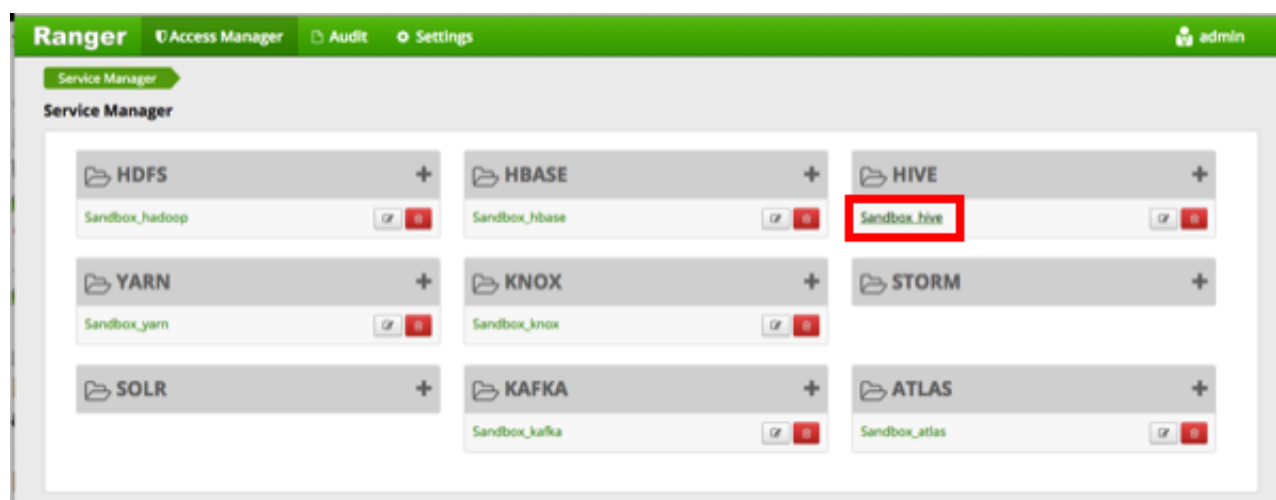 Ranger Access Manager Audit Settings admin
Service Manager
Service Manager
HDFS + HBASE + HIVE +
Sandbox_hadoop Sandbox_hbase Sandbox_hive
YARN + KNOX + STORM +
Sandbox_yarn Sandbox_knox
SOLR + KAFKA + ATLAS +
Sandbox_kafka Sandbox_atlas